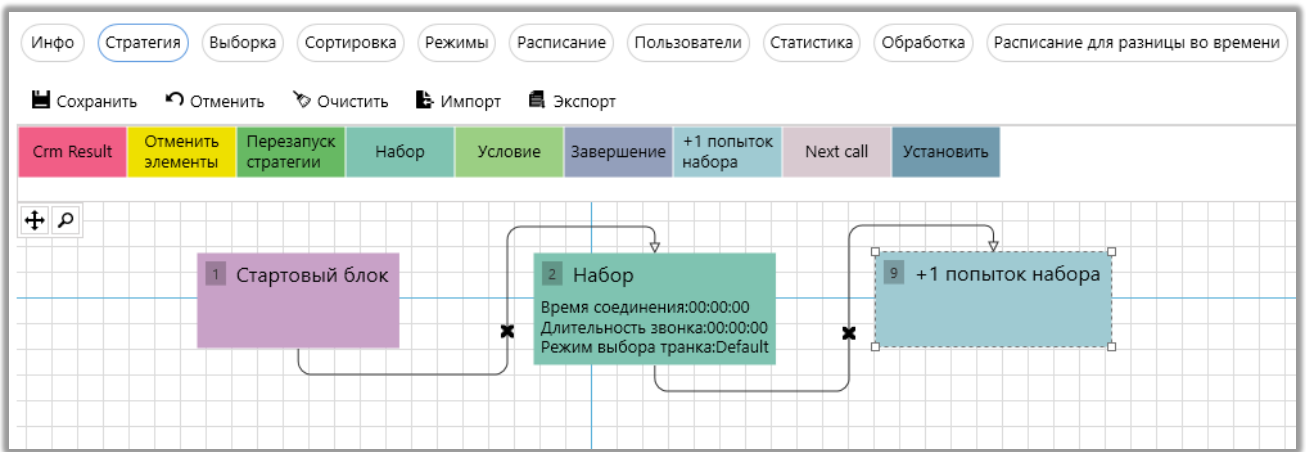 Инфо Стратегия Выборка Сортировка Режимы Расписание Пользователи Статистика Обработка Расписание для разницы во времени
Сохранить Отменить Очистить Импорт Экспорт
Crm Result Отменить элементы Перезапуск стратегии Набор Условие Завершение +1 попыток набора Next call Установить
1 Стартовый блок
2 Набор
Время соединения:00:00:00
Длительность звонка:00:00:00
Режим выбора транка:Default
9 +1 попыток набора